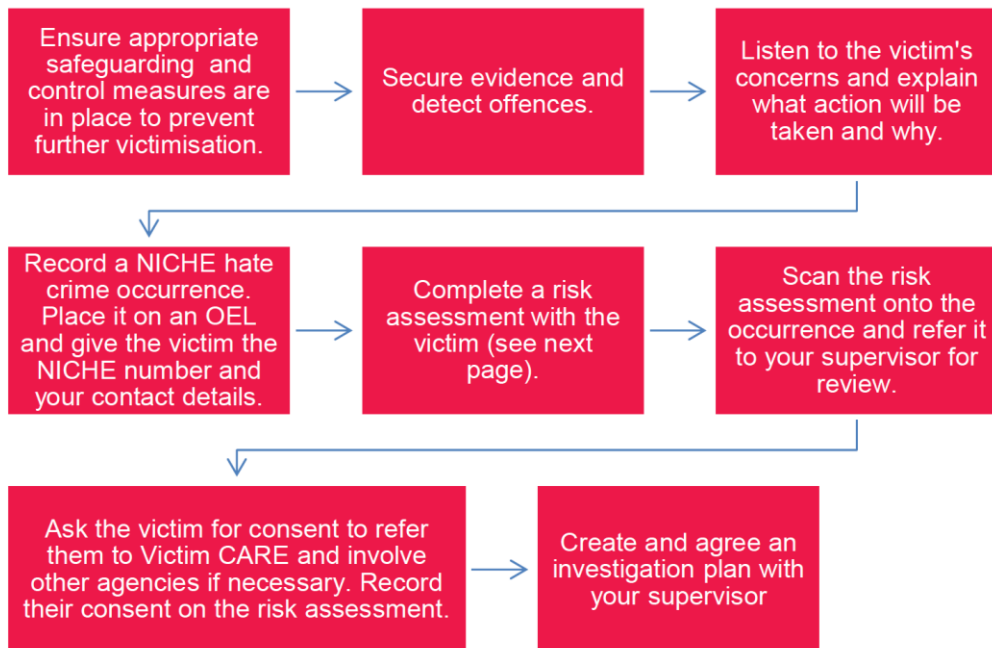 Ensure appropriate
safeguarding and
control measures are
in place to prevent
further victimisation.
Secure evidence and
detect offences.
Listen to the victim's
concerns and explain
what action will be
taken and why.
Record a NICHE hate
crime occurrence.
Place it on an OEL
and give the victim the
NICHE number and
your contact details.
Complete a risk
assessment with the
victim (see next
page).
Scan the risk
assessment onto the
occurrence and refer it
to your supervisor for
review.
Ask the victim for consent to refer
them to Victim CARE and involve
other agencies if necessary. Record
their consent on the risk assessment.
Create and agree an
investigation plan with
your supervisor